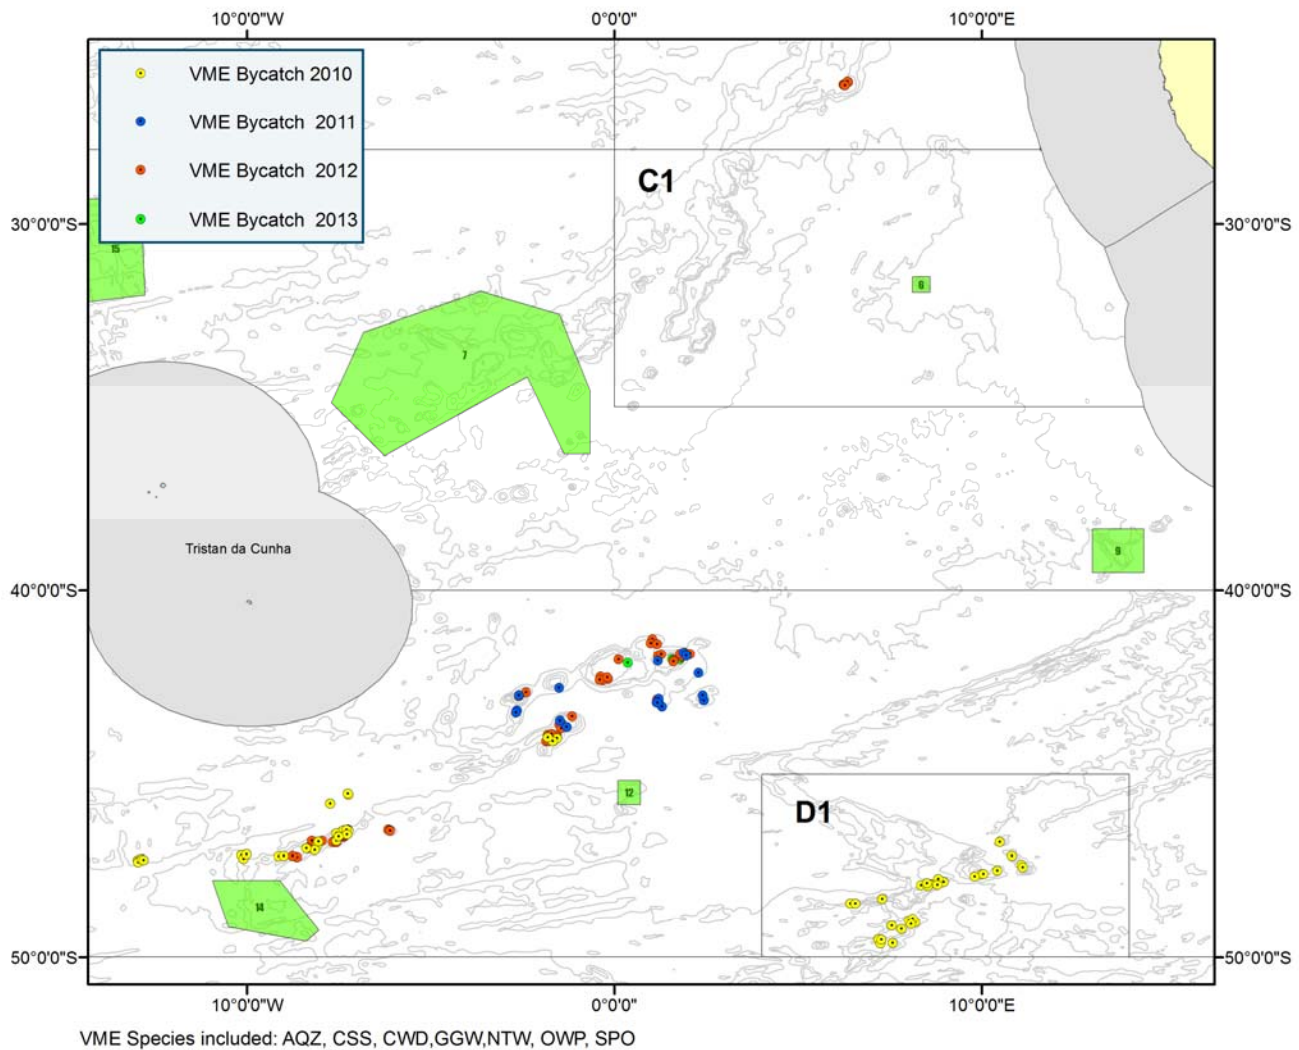 10°0'0"W 0°0'0" 10°0'0"E
VME Bycatch 2010
VME Bycatch 2011
VME Bycatch 2012
VME Bycatch 2013
C1
30°0'0"S 30°0'0"S
15
6
7
Tristan da Cunha
9
40°0'0"S 40°0'0"S
12
D1
14
50°0'0"S 50°0'0"S
10°0'0"W 0°0'0" 10°0'0"E
VME Species included: AQZ, CSS, CWD,GGW,NTW, OWP, SPO